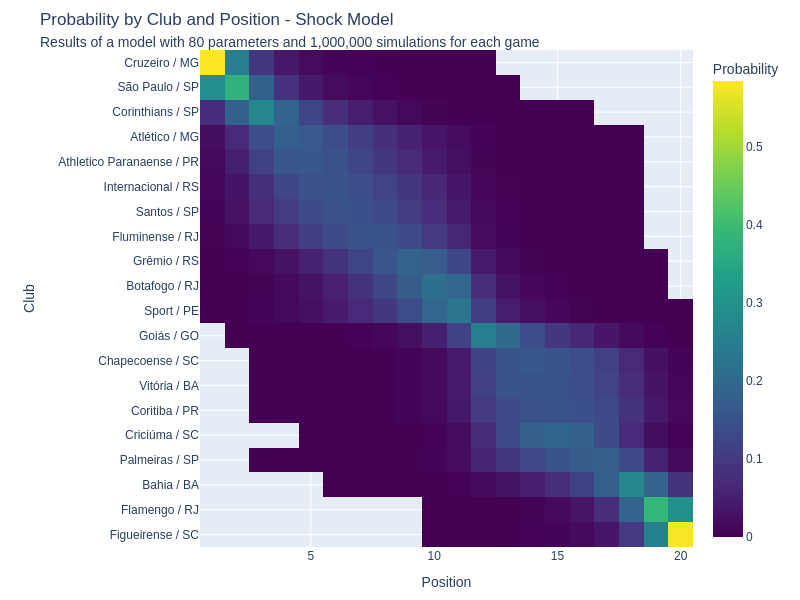 Probability by Club and Position - Shock Model
Results of a model with 80 parameters and 1,000,000 simulations for each game
Probability
Cruzeiro / MG
São Paulo / SP
Corinthians / SP
Atlético / MG
Athletico Paranaense / PR
Internacional / RS
Santos / SP
Fluminense / RJ
Grêmio / RS
Botafogo / RJ
Sport / PE
Goiás / GO
Chapecoense / SC
Vitória / BA
Coritiba / PR
Criciúma / SC
Palmeiras / SP
Bahia / BA
Flamengo / RJ
Figueirense / SC
Club
5
10
15
20
Position
0.5
0.4
0.3
0.2
0.1
0